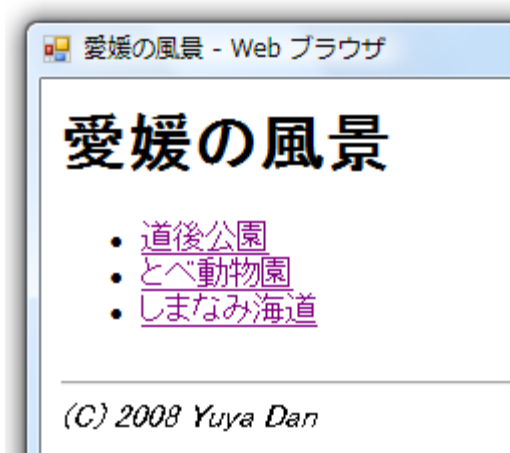 愛媛の風景 - Web ブラウザ
愛媛の風景
道後公園
とべ動物園
しまなみ海道
(C) 2008 Yuya Dan